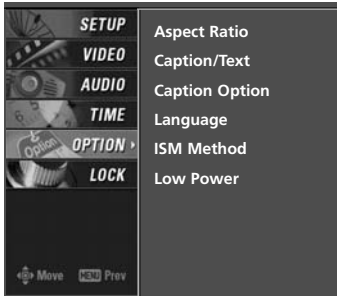 SETUP
VIDEO
AUDIO
TIME
Option
OPTION
LOCK
Move
MENU Prev
Aspect Ratio
Caption/Text
Caption Option
Language
ISM Method
Low Power